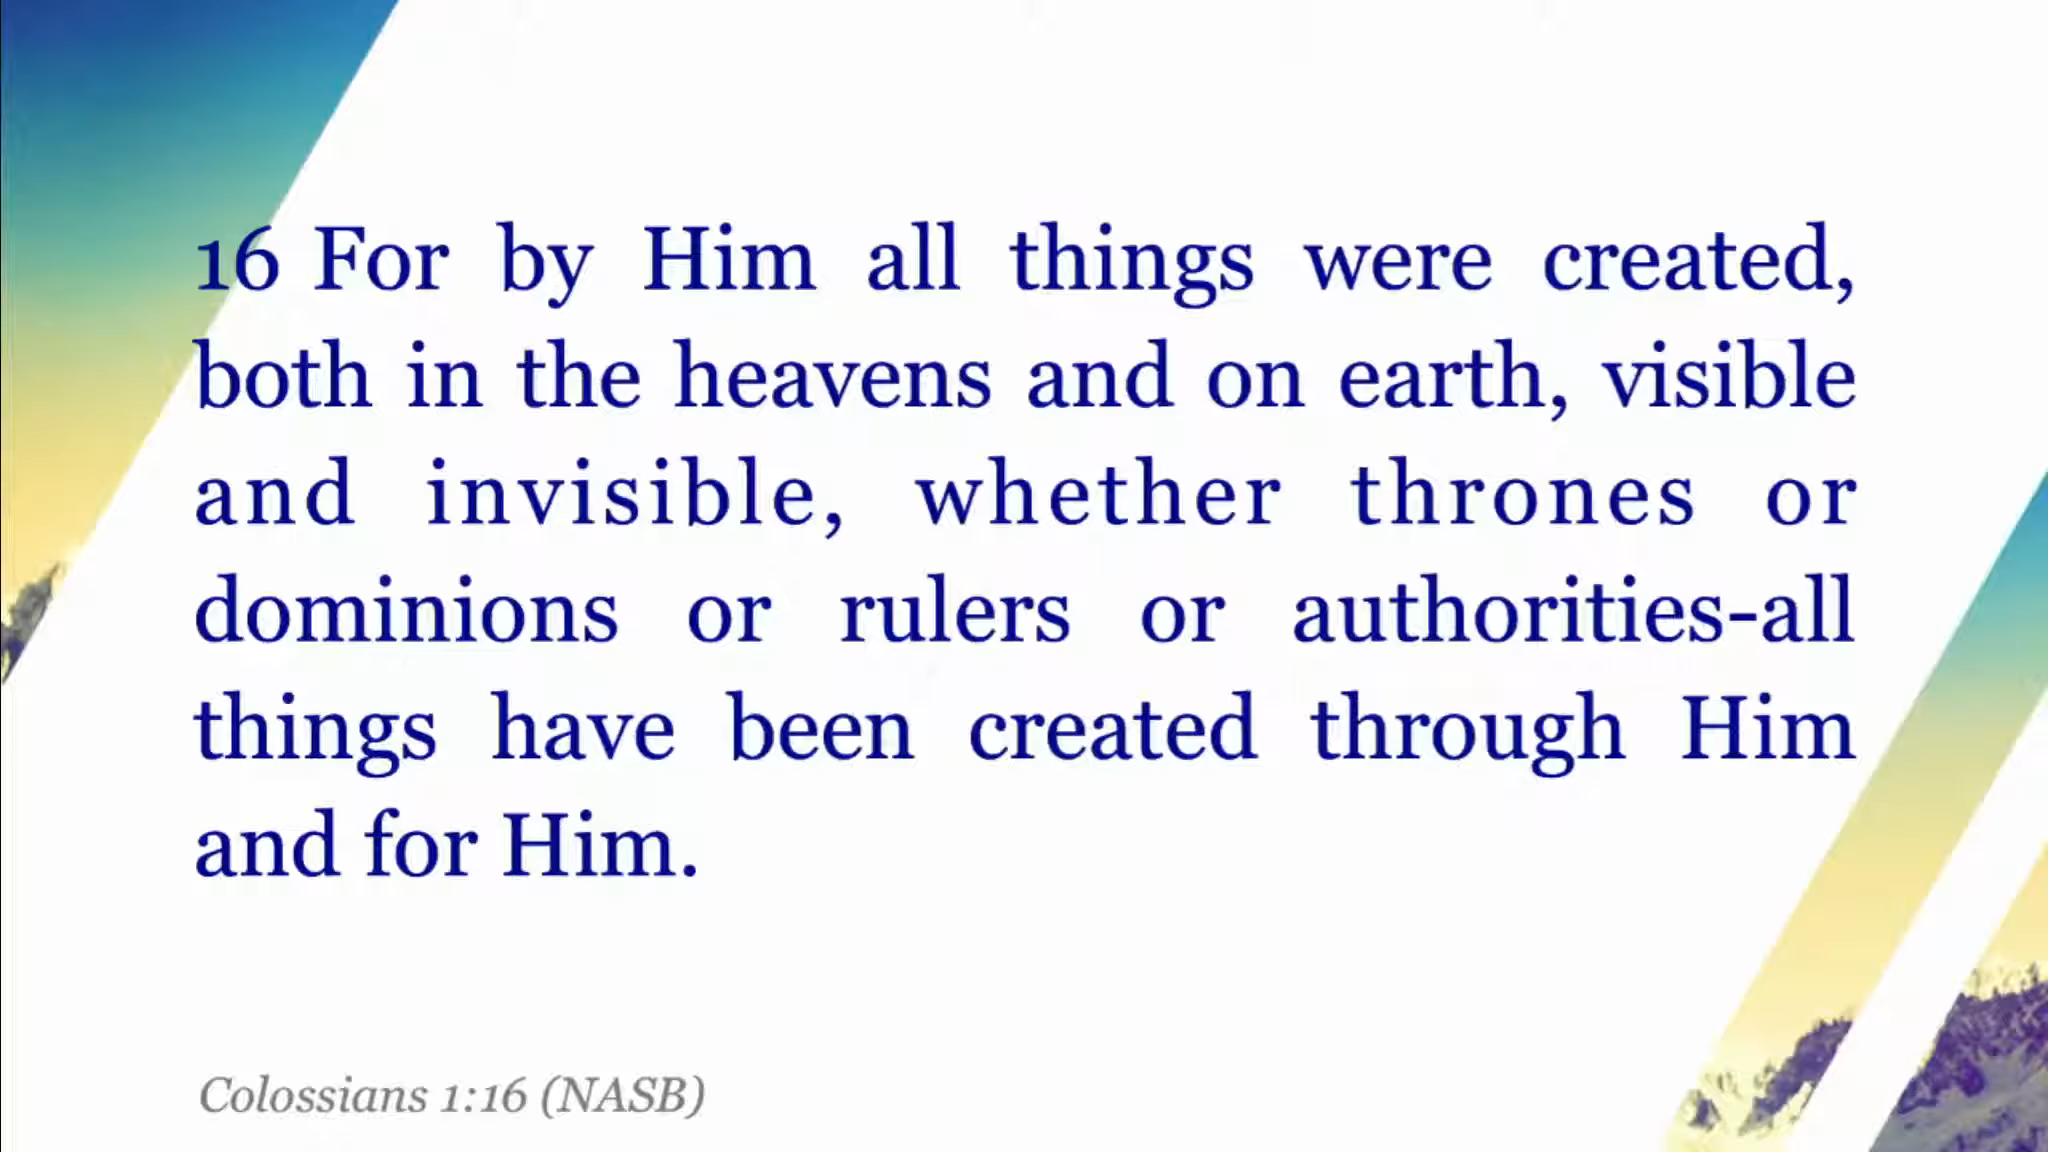 16 For by Him all things were created,
both in the heavens and on earth, visible
and invisible, whether thrones or
dominions or rulers or authorities-all
things have been created through Him
and for Him.
Colossians 1:16 (NASB)